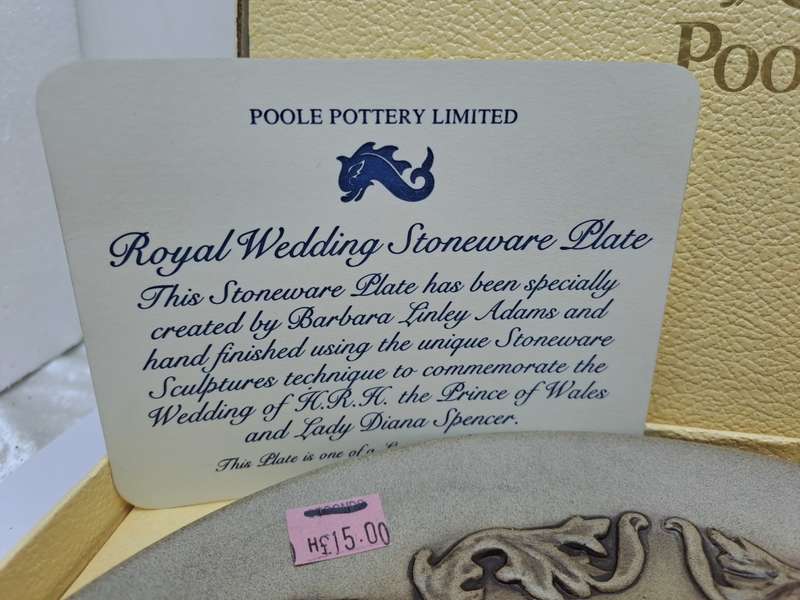 Poo
POOLE POTTERY LIMITED
Royal Wedding Stoneware Plate
This Stoneware Plate has been specially
created by Barbara Linley Adams and
hand finished using the unique Stoneware
Sculptures technique to commemorate the
Wedding of H.R.H. the Prince of Wales
and Lady Diana Spencer.
This Plate is one of a
£15.00